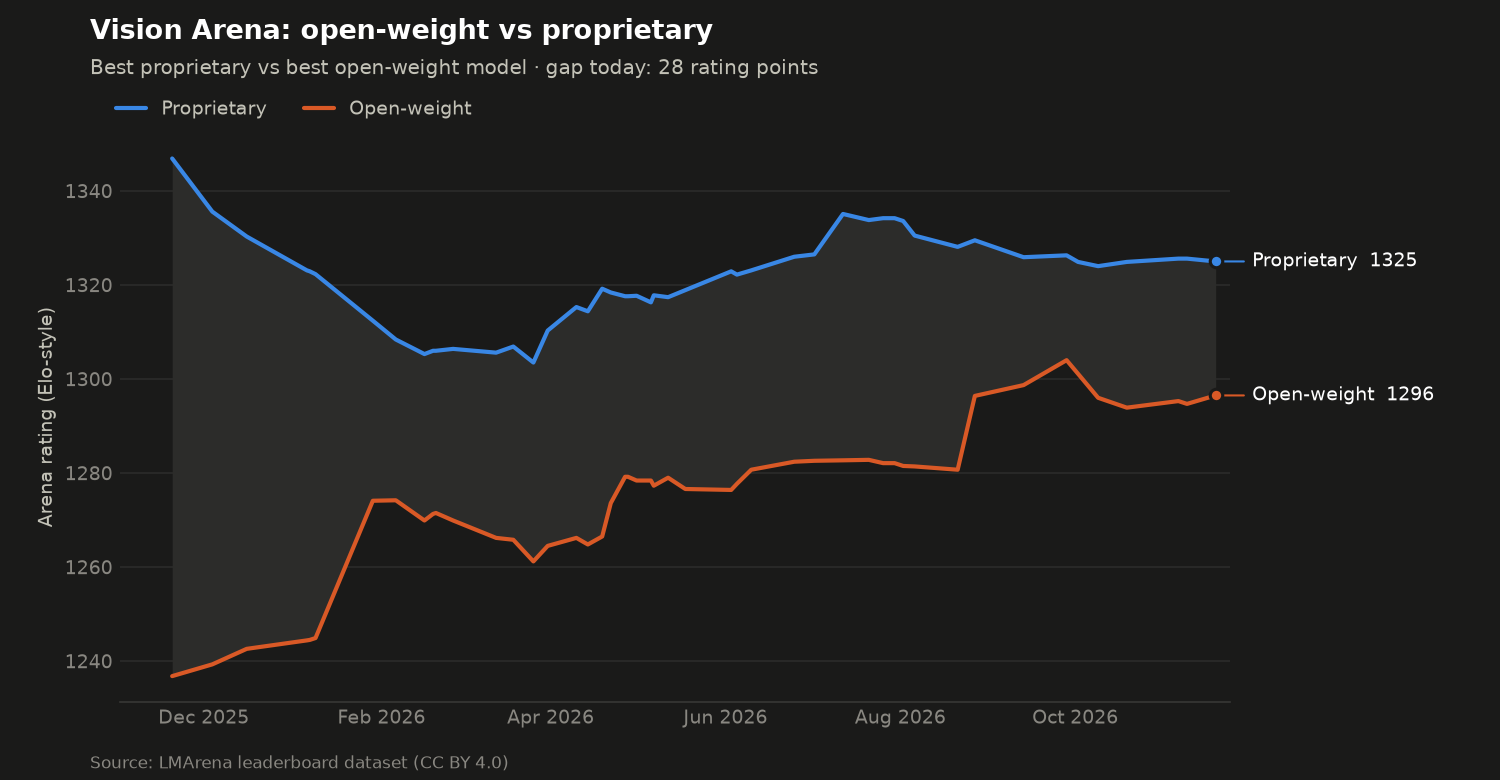 Vision Arena: open-weight vs proprietary
Best proprietary vs best open-weight model · gap today: 28 rating points
Proprietary Open-weight
Arena rating (Elo-style)
1340
1320
1300
1280
1260
1240
Proprietary 1325
Open-weight 1296
Dec 2025 Feb 2026 Apr 2026 Jun 2026 Aug 2026 Oct 2026
Source: LMArena leaderboard dataset (CC BY 4.0)